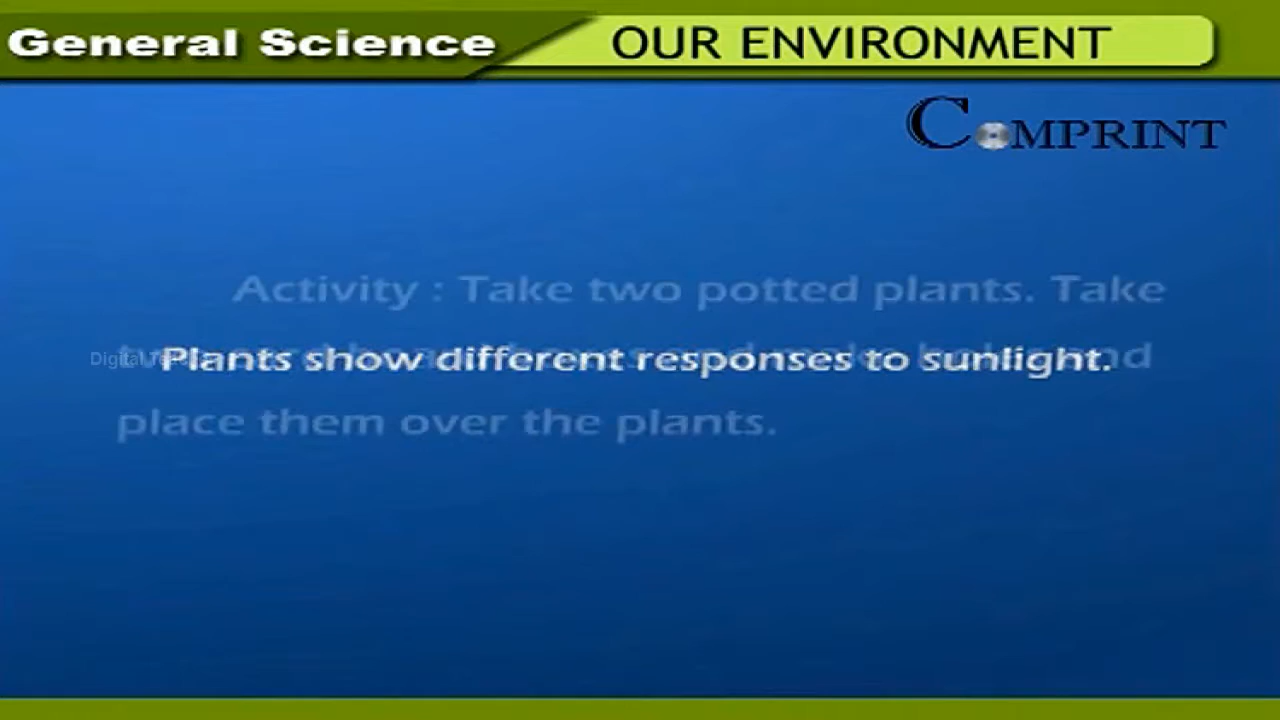 General Science
OUR ENVIRONMENT
COMPRINT
Activity : Take two potted plants. Take
Plants show different responses to sunlight.
and
place them over the plants.